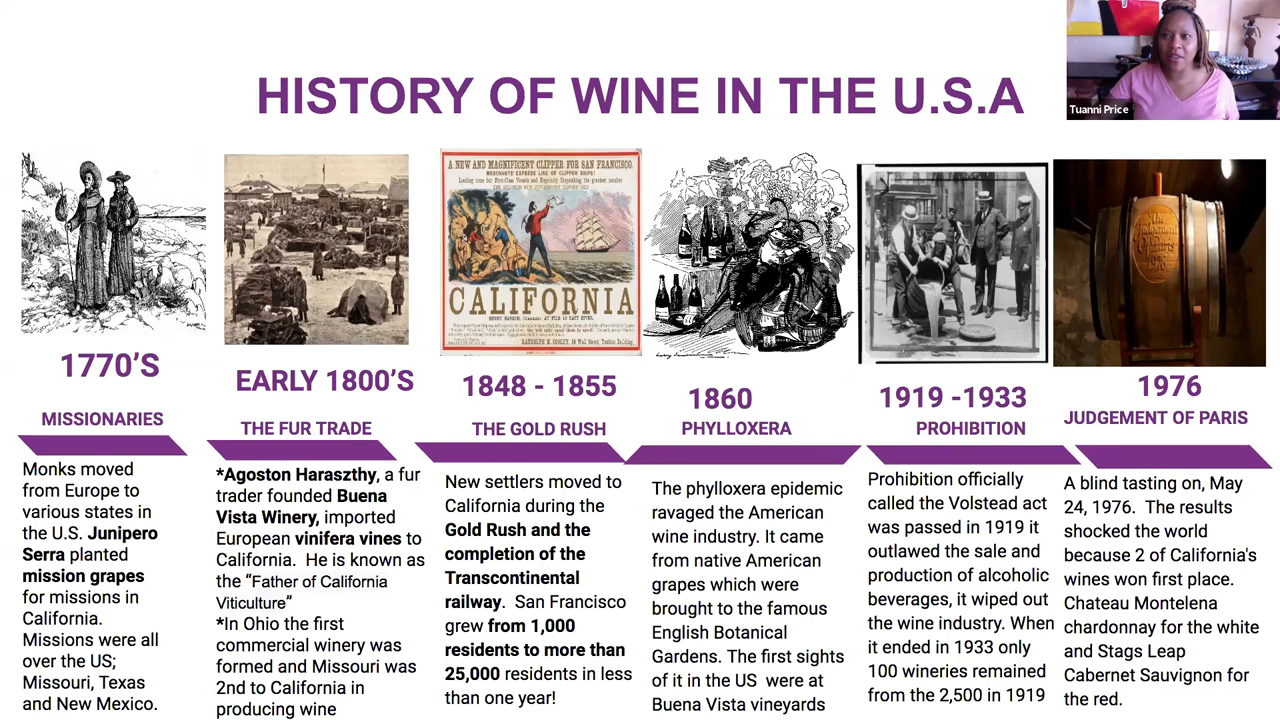 HISTORY OF WINE IN THE U.S.A
Tuanni Price
1770'S
MISSIONARIES
Monks moved
from Europe to
various states in
the U.S. Junipero
Serra planted
mission grapes
for missions in
California.
Missions were all
over the US;
Missouri, Texas
and New Mexico.
EARLY 1800'S
THE FUR TRADE
*Agoston Haraszthy, a fur
trader founded Buena
Vista Winery, imported
European vinifera vines to
California. He is known as
the "Father of California
Viticulture"
*In Ohio the first
commercial winery was
formed and Missouri was
2nd to California in
producing wine
A NEW AND MAGNIFICENT CLIPPER FOR SAN FRANCISCO.
MERCHANTS' EXPRESS LINE OF CLIPPER SHIPS!
CALIFORNIA
RANDOLPH M. COOLEY,
1848 - 1855
THE GOLD RUSH
New settlers moved to
California during the
Gold Rush and the
completion of the
Transcontinental
railway. San Francisco
grew from 1,000
residents to more than
25,000 residents in less
than one year!
1860
PHYLLOXERA
The phylloxera epidemic
ravaged the American
wine industry. It came
from native American
grapes which were
brought to the famous
English Botanical
Gardens. The first sights
of it in the US were at
Buena Vista vineyards
1919 -1933
PROHIBITION
Prohibition officially
called the Volstead act
was passed in 1919 it
outlawed the sale and
production of alcoholic
beverages, it wiped out
the wine industry. When
it ended in 1933 only
100 wineries remained
from the 2,500 in 1919
The
Judgement
Of Paris
1976
1976
JUDGEMENT OF PARIS
A blind tasting on, May
24, 1976. The results
shocked the world
because 2 of California's
wines won first place.
Chateau Montelena
chardonnay for the white
and Stags Leap
Cabernet Sauvignon for
the red.